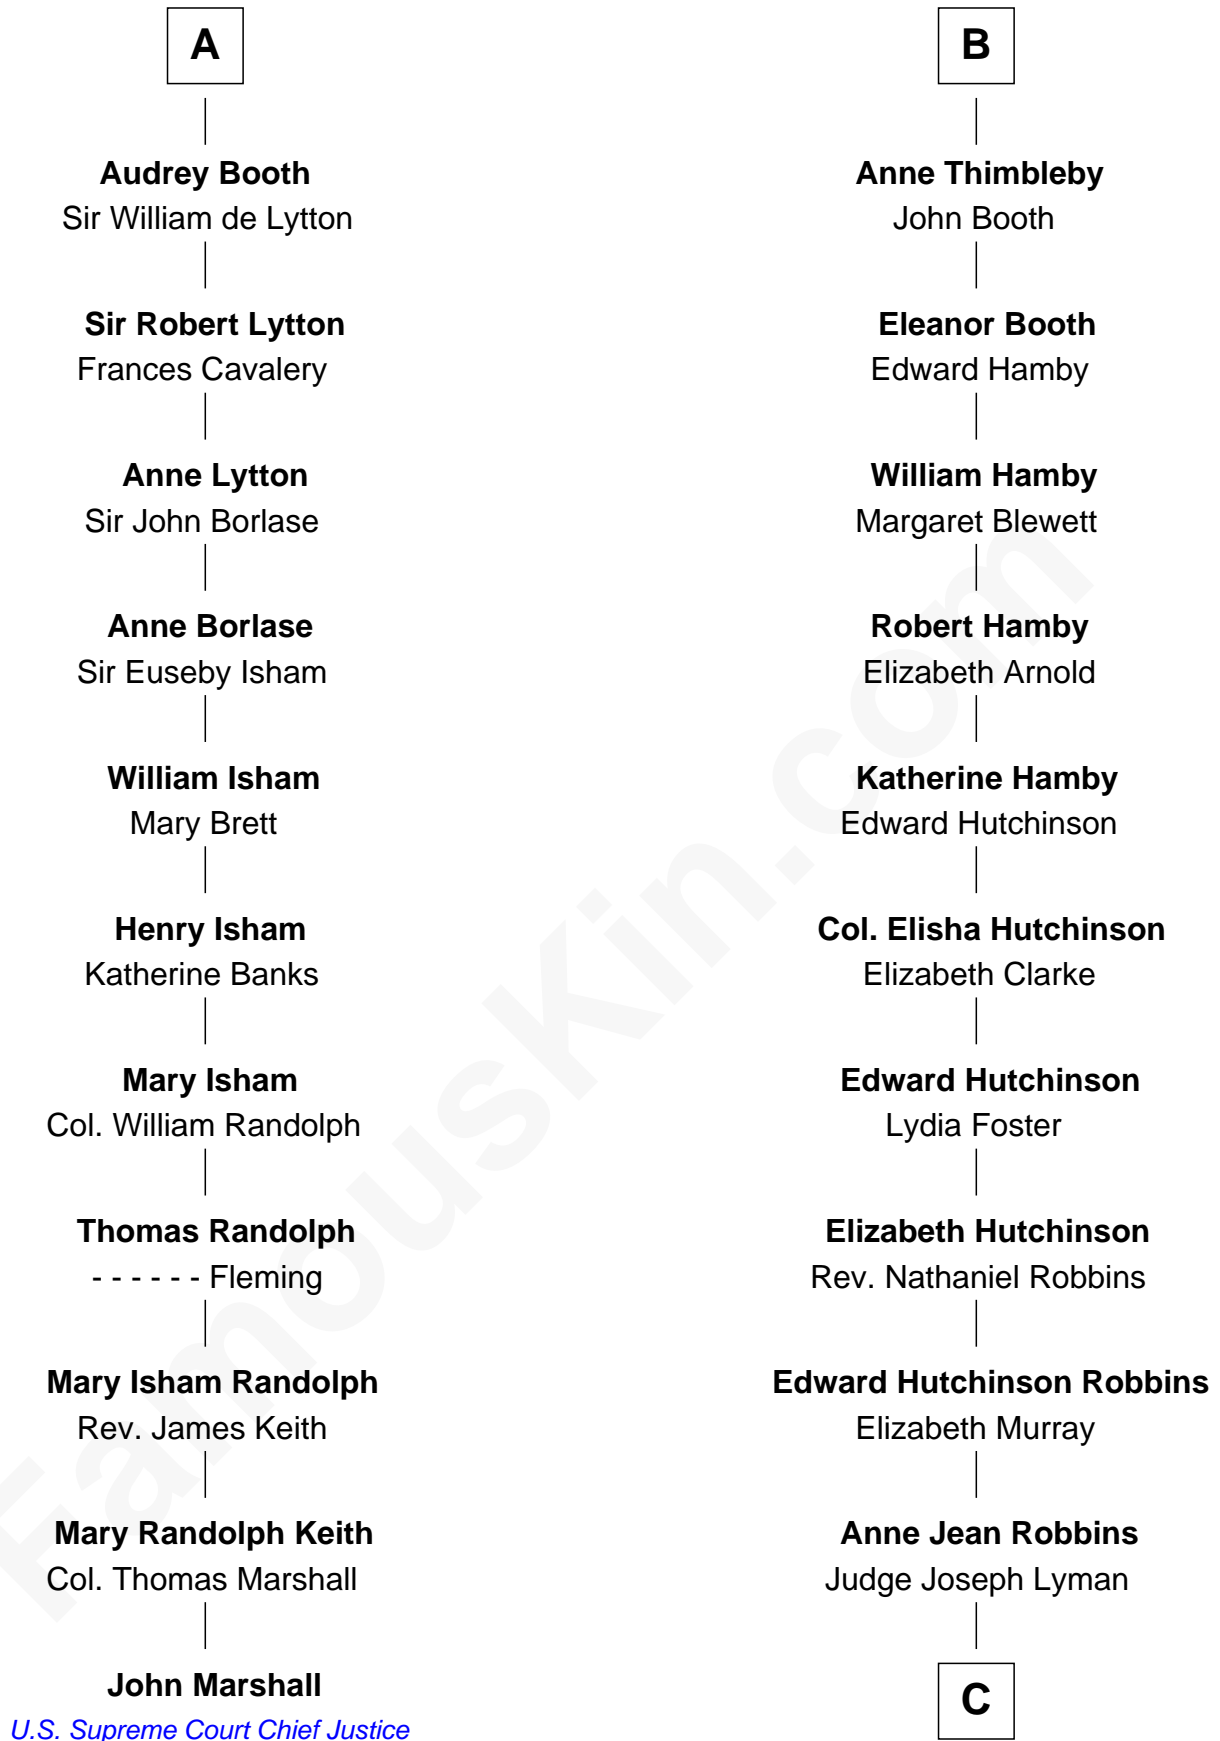 A
Audrey Booth
Sir William de Lytton
Sir Robert Lytton
Frances Cavalery
Anne Lytton
Sir John Borlase
Anne Borlase
Sir Euseby Isham
William Isham
Mary Brett
Henry Isham
Katherine Banks
Mary Isham
Col. William Randolph
Thomas Randolph
- - - - - - Fleming
Mary Isham Randolph
Rev. James Keith
Mary Randolph Keith
Col. Thomas Marshall
John Marshall
U.S. Supreme Court Chief Justice
B
Anne Thimbleby
John Booth
Eleanor Booth
Edward Hamby
William Hamby
Margaret Blewett
Robert Hamby
Elizabeth Arnold
Katherine Hamby
Edward Hutchinson
Col. Elisha Hutchinson
Elizabeth Clarke
Edward Hutchinson
Lydia Foster
Elizabeth Hutchinson
Rev. Nathaniel Robbins
Edward Hutchinson Robbins
Elizabeth Murray
Anne Jean Robbins
Judge Joseph Lyman
C
FamousKin.com